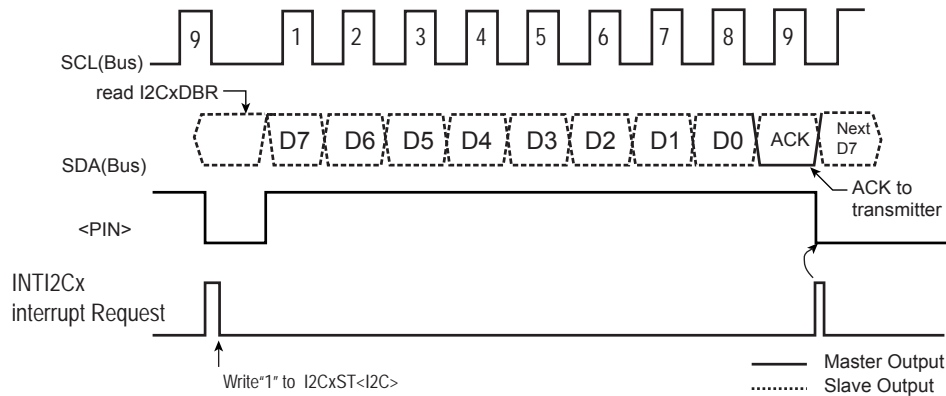 9 1 2 3 4 5 6 7 8 9
SCL(Bus)
read I2CxDBR
D7 D6 D5 D4 D3 D2 D1 D0 ACK Next
D7
SDA(Bus)
ACK to
transmitter
<PIN>
INTI2Cx
interrupt Request
Write"1" to I2CxST<I2C>
Master Output
Slave Output